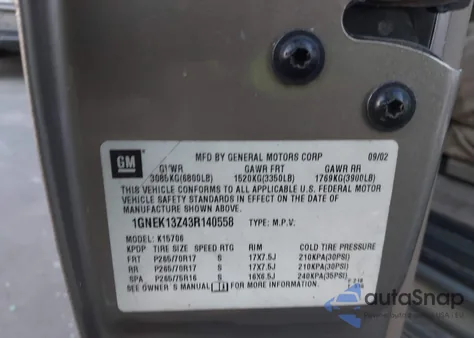 GM
MFD BY GENERAL MOTORS CORP 09/02
GVWR GAWR FRT GAWR RR
3085KG(6800LB) 1520KG(3350LB) 1769KG(3900LB)
THIS VEHICLE CONFORMS TO ALL APPLICABLE U.S. FEDERAL MOTOR
VEHICLE SAFETY STANDARDS IN EFFECT ON THE DATE OF
MANUFACTURE SHOWN ABOVE.
1GNEK13Z43R140558 TYPE: M.P.V.
MODEL: K15706
KPDP TIRE SIZE SPEED RTG RIM COLD TIRE PRESSURE
FRT P265/70R17 S 17X7.5J 210KPA(30PSI)
RR P265/70R17 S 17X7.5J 210KPA(30PSI)
SPA P265/75R16 S 16X6.5J 240KPA(35PSI)
SEE OWNER'S MANUAL FOR MORE INFORMATION.
autoSnap